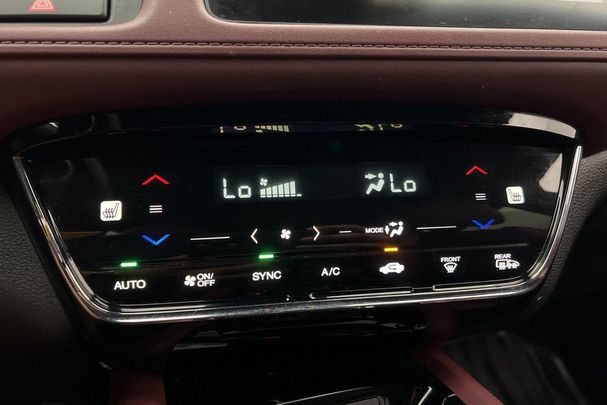 Lo Lo
MODE
AUTO ON/OFF SYNC A/C FRONT REAR